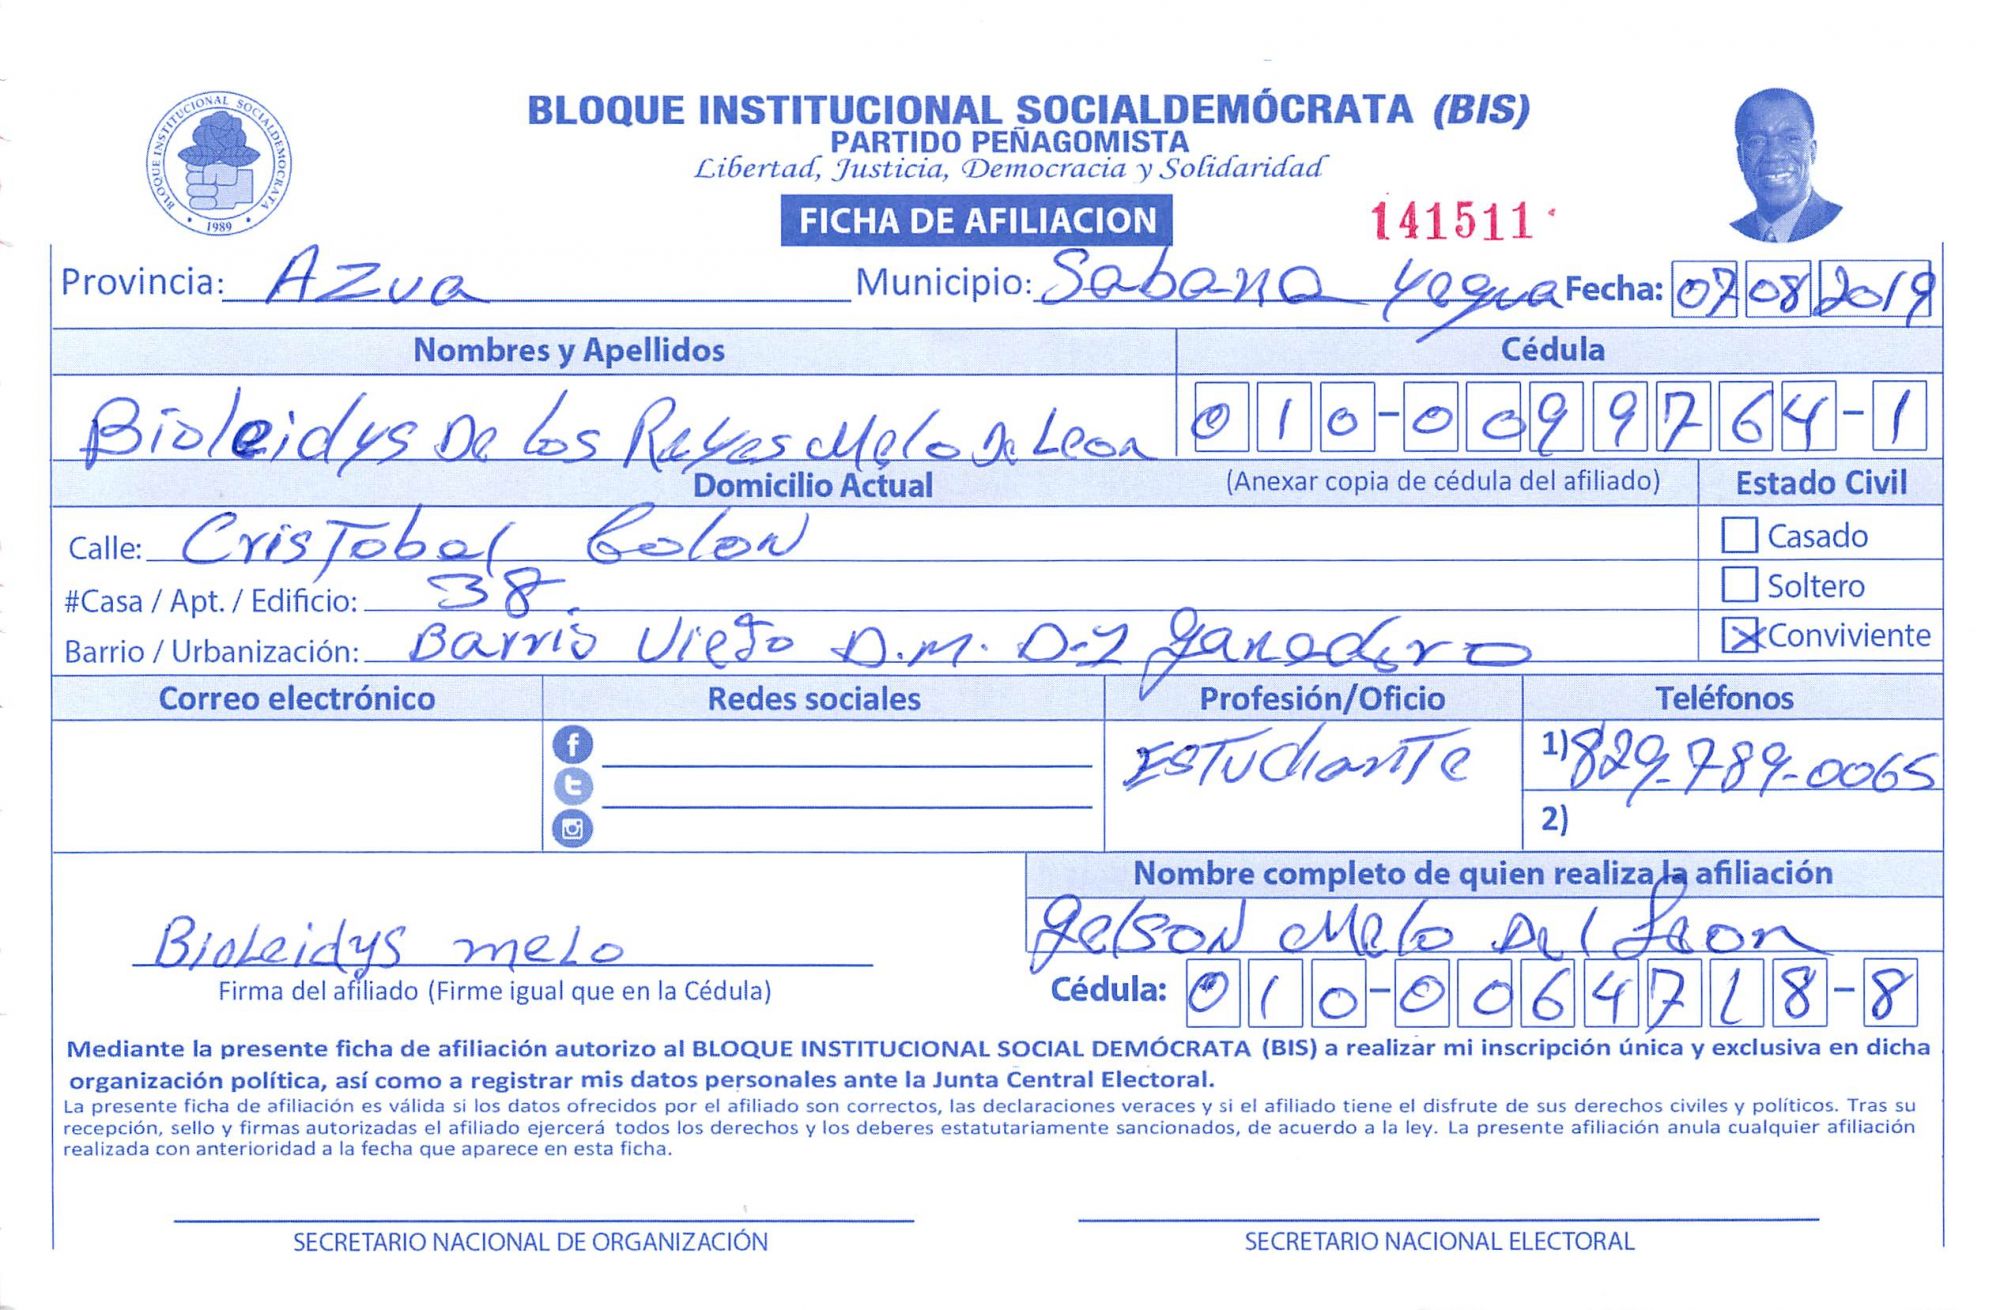 BLOQUE INSTITUCIONAL SOCIALDEMOCRATA
1989
BLOQUE INSTITUCIONAL SOCIALDEMÓCRATA (BIS)
PARTIDO PEÑAGOMISTA
Libertad, Justicia, Democracia y Solidaridad
FICHA DE AFILIACION 141511
Provincia: Azua Municipio: Sabana Yegua Fecha: 07 08 2019
Nombres y Apellidos Cédula
Bioleidys De Los Reyes Melo De Leon 010-0099764-1
Domicilio Actual (Anexar copia de cédula del afiliado) Estado Civil
Calle: Cristobal Colon Casado
#Casa / Apt. / Edificio: 38 Soltero
Barrio / Urbanización: Barrio Viejo D.M. D-1 Ganadero Conviviente
Correo electrónico Redes sociales Profesión/Oficio Teléfonos
Estudiante 1) 829-789-0065
2)
Nombre completo de quien realiza la afiliación
Gelson Melo Del Leon
Bioleidys melo
Firma del afiliado (Firme igual que en la Cédula) Cédula: 010-0064718-8
Mediante la presente ficha de afiliación autorizo al BLOQUE INSTITUCIONAL SOCIAL DEMÓCRATA (BIS) a realizar mi inscripción única y exclusiva en dicha
organización política, así como a registrar mis datos personales ante la Junta Central Electoral.
La presente ficha de afiliación es válida si los datos ofrecidos por el afiliado son correctos, las declaraciones veraces y si el afiliado tiene el disfrute de sus derechos civiles y políticos. Tras su
recepción, sello y firmas autorizadas el afiliado ejercerá todos los derechos y los deberes estatutariamente sancionados, de acuerdo a la ley. La presente afiliación anula cualquier afiliación
realizada con anterioridad a la fecha que aparece en esta ficha.
SECRETARIO NACIONAL DE ORGANIZACIÓN SECRETARIO NACIONAL ELECTORAL